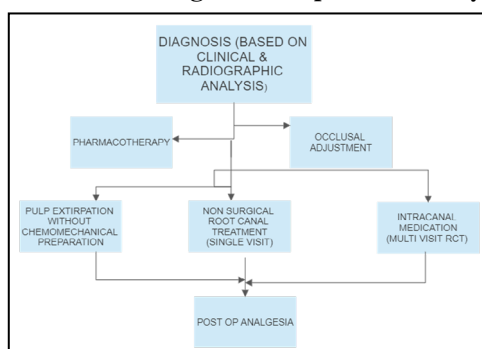 DIAGNOSIS (BASED ON
CLINICAL &
RADIOGRAPHIC
ANALYSIS)
PHARMACOTHERAPY
OCCLUSAL
ADJUSTMENT
PULP EXTIRPATION
WITHOUT
CHEMOMECHANICAL
PREPARATION
NON SURGICAL
ROOT CANAL
TREATMENT
(SINGLE VISIT)
INTRACANAL
MEDICATION
(MULTI VISIT RCT)
POST OP ANALGESIA